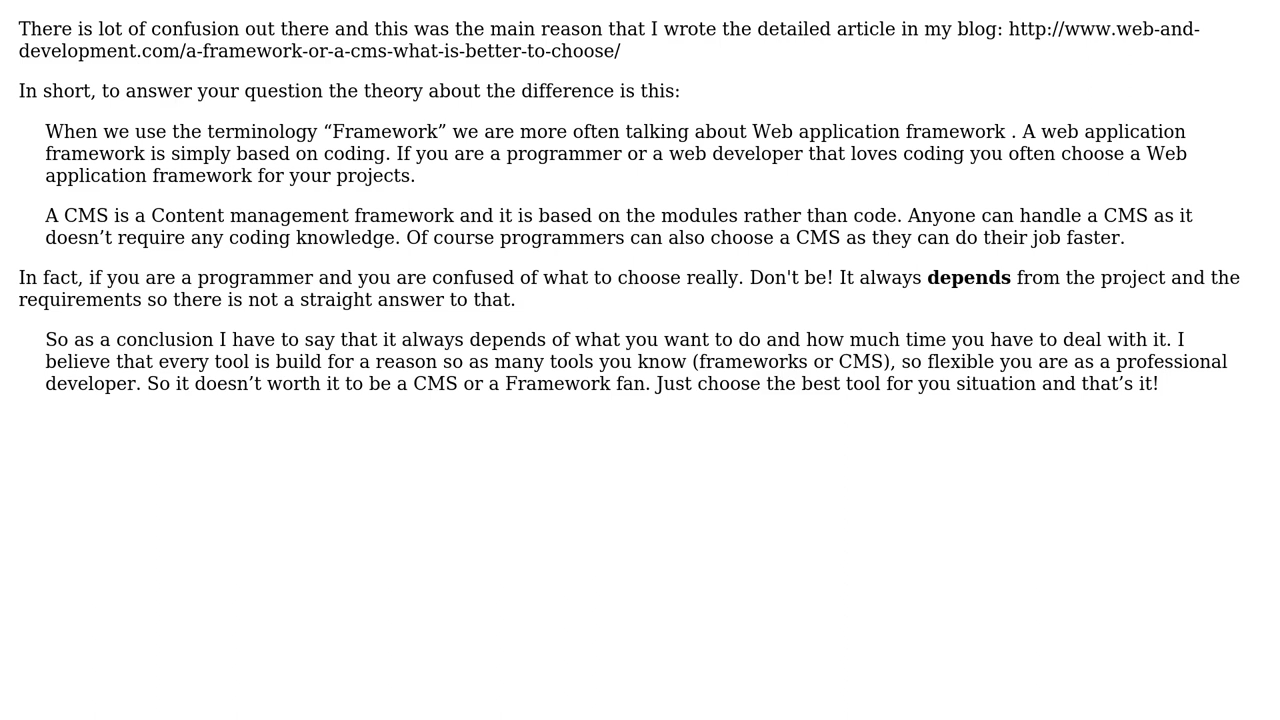 There is lot of confusion out there and this was the main reason that I wrote the detailed article in my blog: http://www.web-and-
development.com/a-framework-or-a-cms-what-is-better-to-choose/
In short, to answer your question the theory about the difference is this:
When we use the terminology “Framework” we are more often talking about Web application framework . A web application
framework is simply based on coding. If you are a programmer or a web developer that loves coding you often choose a Web
application framework for your projects.
A CMS is a Content management framework and it is based on the modules rather than code. Anyone can handle a CMS as it
doesn’t require any coding knowledge. Of course programmers can also choose a CMS as they can do their job faster.
In fact, if you are a programmer and you are confused of what to choose really. Don't be! It always depends from the project and the
requirements so there is not a straight answer to that.
So as a conclusion I have to say that it always depends of what you want to do and how much time you have to deal with it. I
believe that every tool is build for a reason so as many tools you know (frameworks or CMS), so flexible you are as a professional
developer. So it doesn’t worth it to be a CMS or a Framework fan. Just choose the best tool for you situation and that’s it!